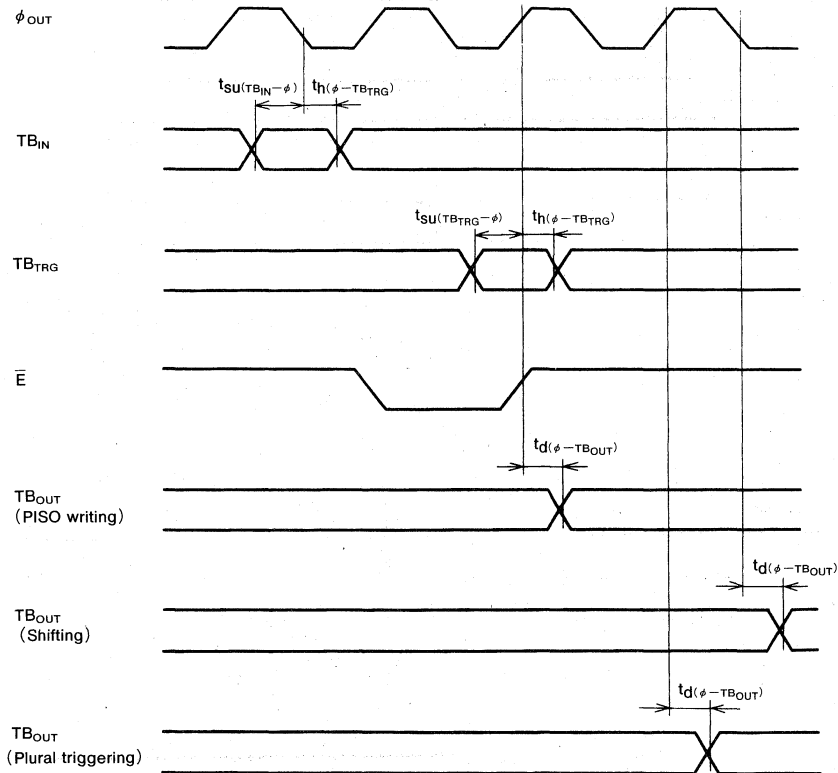 φOUT
tsu(TBIN−φ) th(φ−TBTRG)
TBIN
tsu(TBTRG−φ) th(φ−TBTRG)
TBTRG
E̅
td(φ−TBOUT)
TBOUT
(PISO writing)
td(φ−TBOUT)
TBOUT
(Shifting)
td(φ−TBOUT)
TBOUT
(Plural triggering)